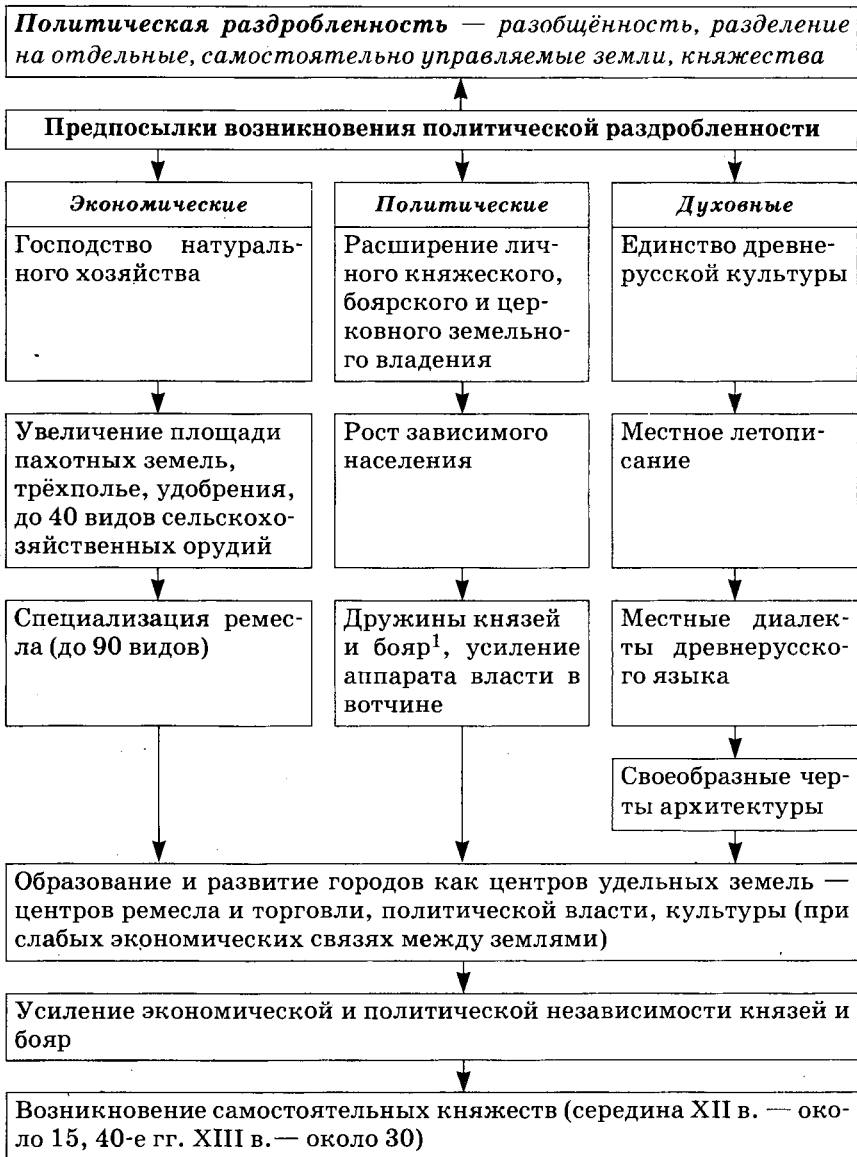 Политическая раздробленность — разобщённость, разделение
на отдельные, самостоятельно управляемые земли, княжества
Предпосылки возникновения политической раздробленности
Экономические
Господство натураль-
ного хозяйства
Увеличение площади
пахотных земель,
трёхполье, удобрения,
до 40 видов сельскохо-
зяйственных орудий
Специализация ремес-
ла (до 90 видов)
Политические
Расширение лич-
ного княжеского,
боярского и цер-
ковного земельно-
го владения
Рост зависимого
населения
Дружины князей
и бояр¹, усиление
аппарата власти в
вотчине
Духовные
Единство древне-
русской культуры
Местное летопи-
сание
Местные диалек-
ты древнерусско-
го языка
Своеобразные чер-
ты архитектуры
Образование и развитие городов как центров удельных земель —
центров ремесла и торговли, политической власти, культуры (при
слабых экономических связях между землями)
Усиление экономической и политической независимости князей и
бояр
Возникновение самостоятельных княжеств (середина XII в. — око-
ло 15, 40-е гг. XIII в.— около 30)